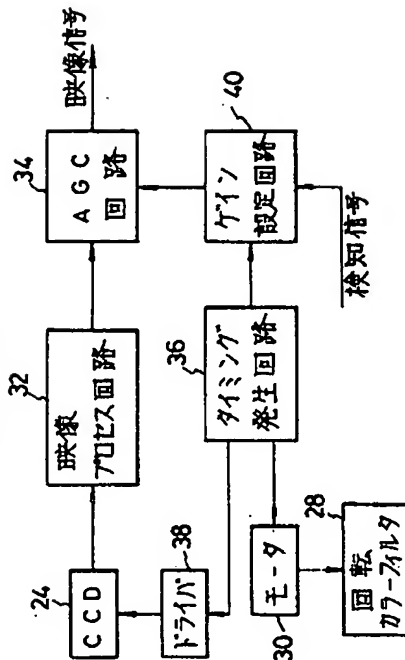 24
CCD
32
映像
プロセス回路
34
AGC
回路
映像信号
38
ドライバ
36
タイミング
発生回路
40
ゲイン
設定回路
検知信号
30
モータ
28
回転
カラーフィルタ